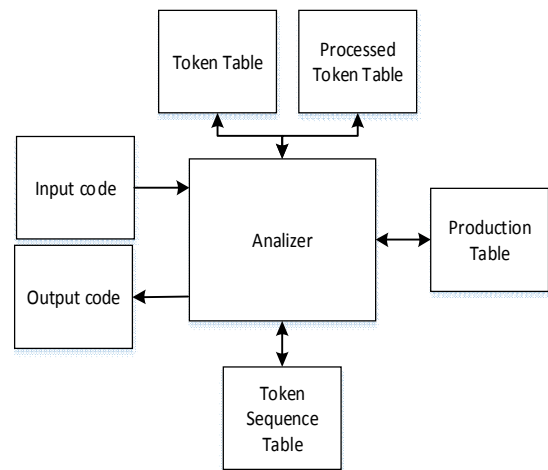 Token Table
Processed
Token Table
Input code
Analizer
Production
Table
Output code
Token
Sequence
Table